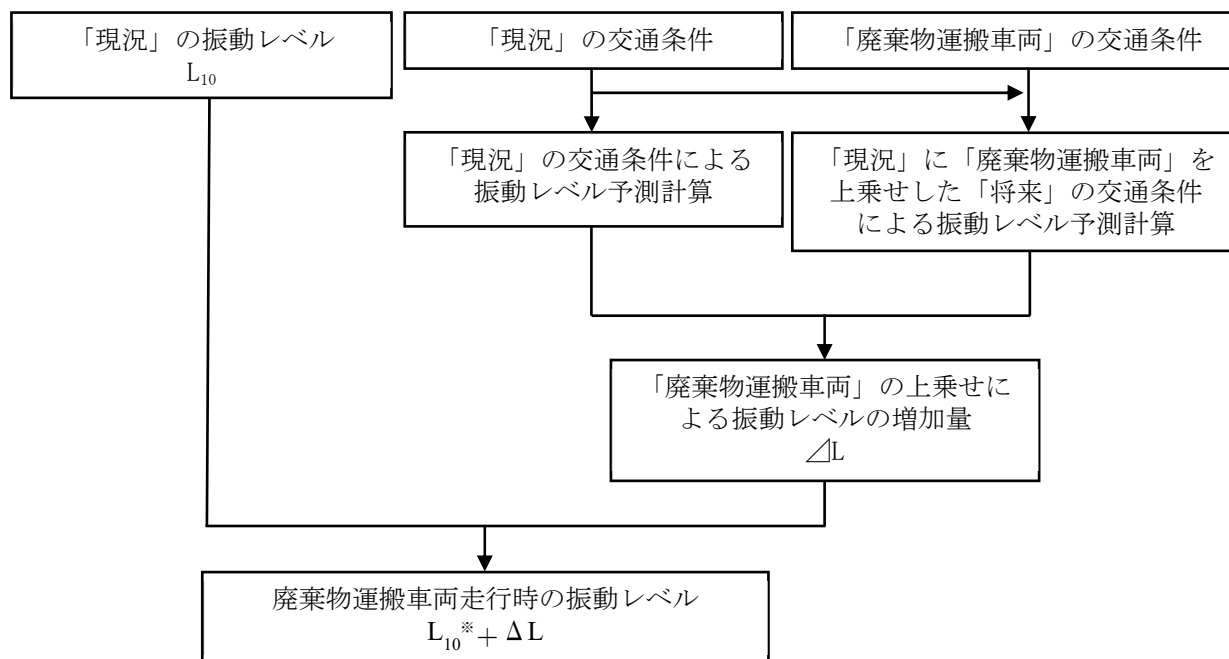 「現況」の振動レベル
L₁₀
「現況」の交通条件
「廃棄物運搬車両」の交通条件
「現況」の交通条件による
振動レベル予測計算
「現況」に「廃棄物運搬車両」を
上乗せした「将来」の交通条件
による振動レベル予測計算
「廃棄物運搬車両」の上乗せに
よる振動レベルの増加量
⊿L
廃棄物運搬車両走行時の振動レベル
L₁₀※+ΔL